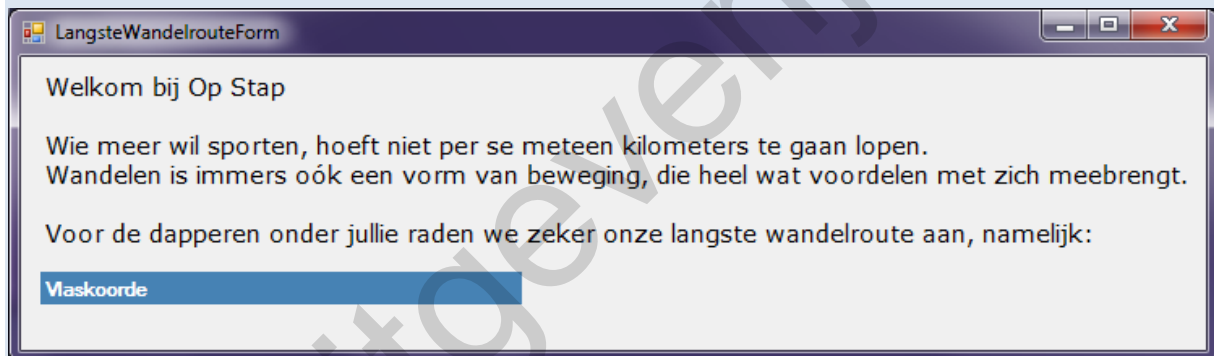 LangsteWandelrouteForm
Welkom bij Op Stap
Wie meer wil sporten, hoeft niet per se meteen kilometers te gaan lopen.
Wandelen is immers oók een vorm van beweging, die heel wat voordelen met zich meebrengt.
Voor de dapperen onder jullie raden we zeker onze langste wandelroute aan, namelijk:
Vlaskoorde